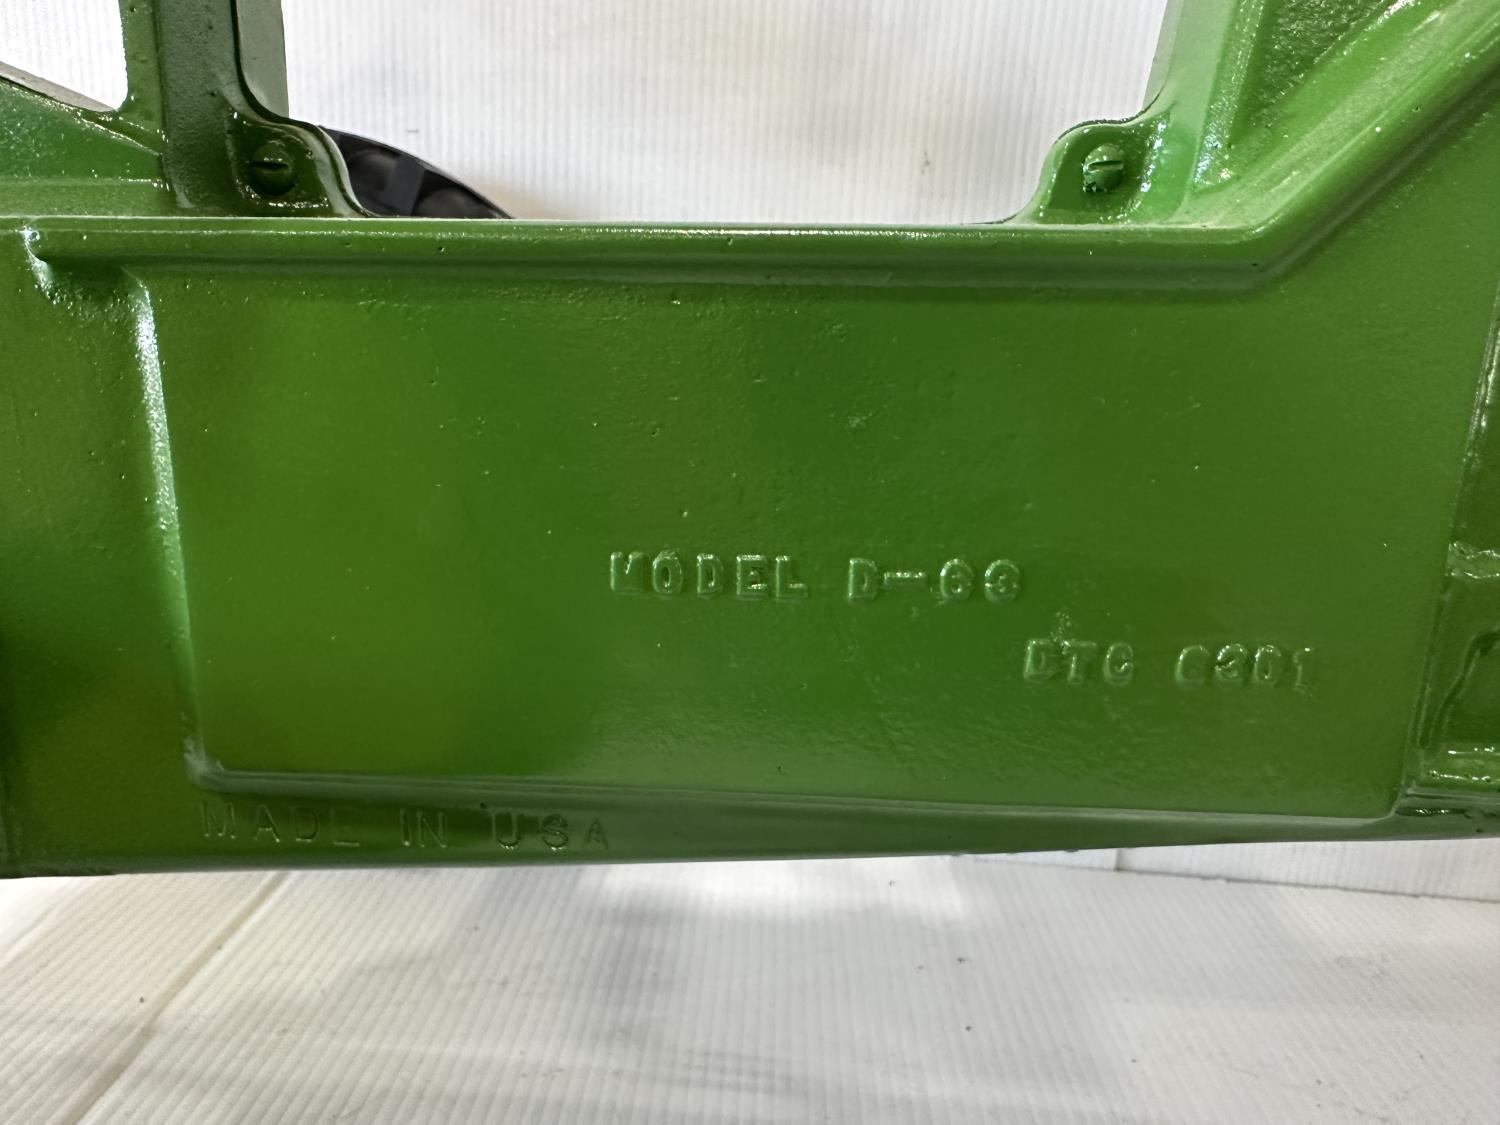 MODEL D-63
DTC 6301
MADE IN USA